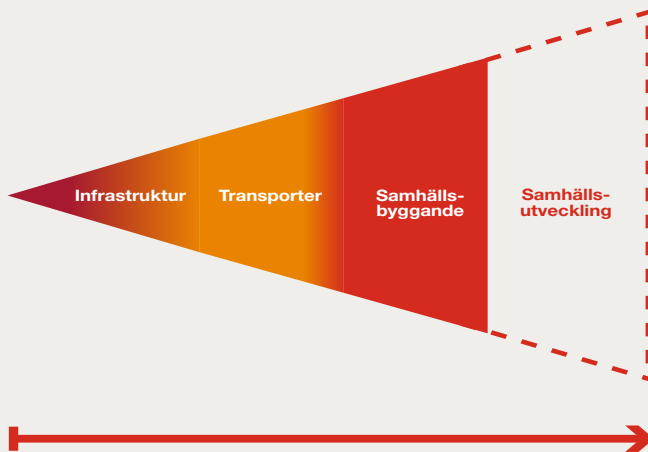 Infrastruktur
Transporter
Samhälls-
byggande
Samhälls-
utveckling